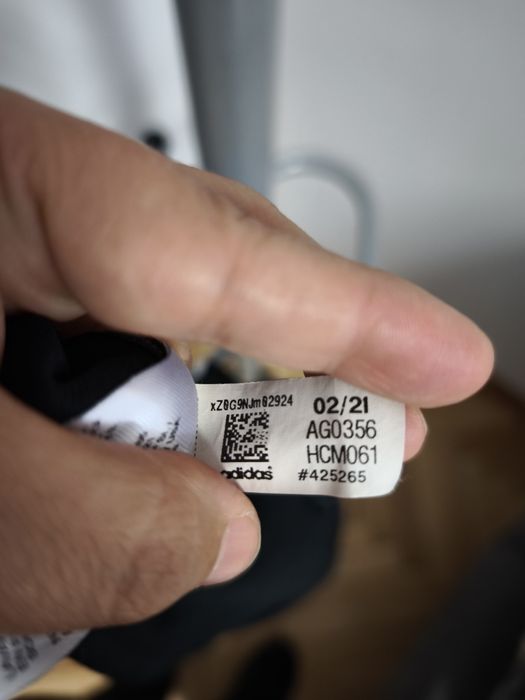 xZ0G9NJm02924
adidas
02/21
AG0356
HCM061
#425265